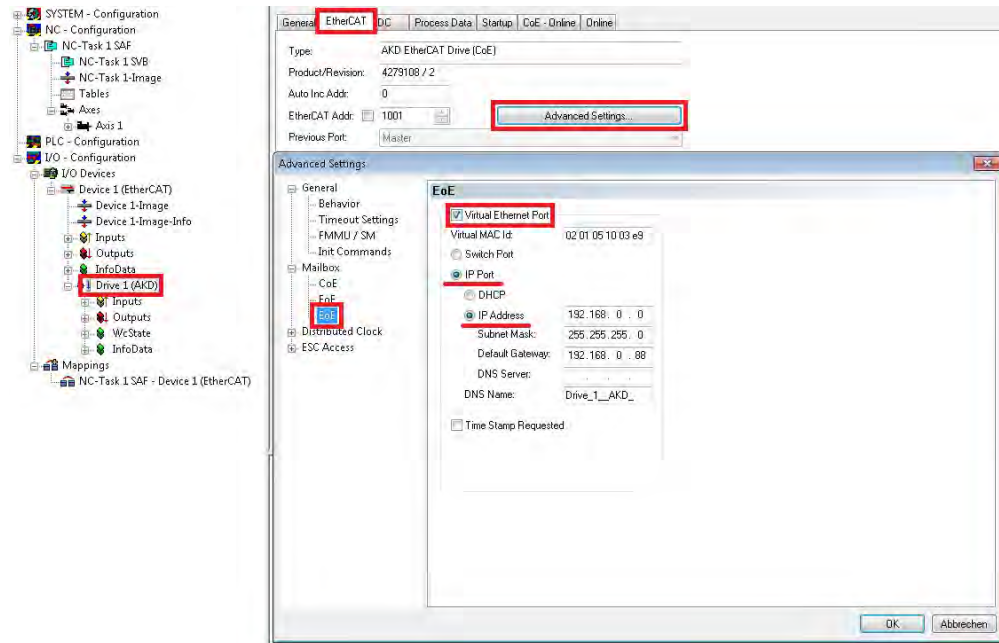 SYSTEM - Configuration
NC - Configuration
NC-Task 1 SAF
NC-Task 1 SVB
NC-Task 1-Image
Tables
Axes
Axis 1
PLC - Configuration
I/O - Configuration
I/O Devices
Device 1 (EtherCAT)
Device 1-Image
Device 1-Image-Info
Inputs
Outputs
InfoData
Drive 1 (AKD)
Inputs
Outputs
WcState
InfoData
Mappings
NC-Task 1 SAF - Device 1 (EtherCAT)
General EtherCAT DC Process Data Startup CoE - Online Online
Type: AKD EtherCAT Drive (CoE)
Product/Revision: 4279108 / 2
Auto Inc Addr: 0
EtherCAT Addr: 1001 Advanced Settings...
Previous Port: Master
Advanced Settings
General
Behavior
Timeout Settings
FMMU / SM
Init Commands
Mailbox
CoE
FoE
EoE
Distributed Clock
ESC Access
EoE
Virtual Ethernet Port
Virtual MAC Id: 02 01 05 10 03 e9
Switch Port
IP Port
DHCP
IP Address 192.168. 0 . 0
Subnet Mask: 255.255.255. 0
Default Gateway: 192.168. 0 . 88
DNS Server: . . .
DNS Name: Drive_1__AKD_
Time Stamp Requested
OK Abbrechen